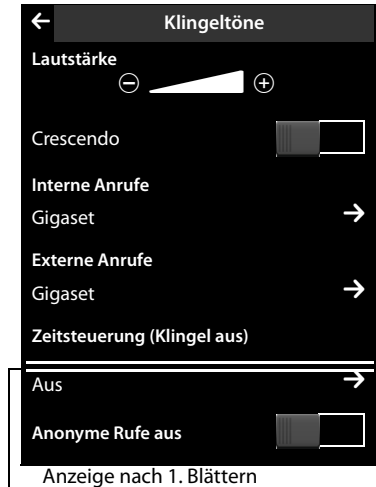 Klingeltöne
Lautstärke
Crescendo
Interne Anrufe
Gigaset
Externe Anrufe
Gigaset
Zeitsteuerung (Klingel aus)
Aus
Anonyme Rufe aus
Anzeige nach 1. Blättern